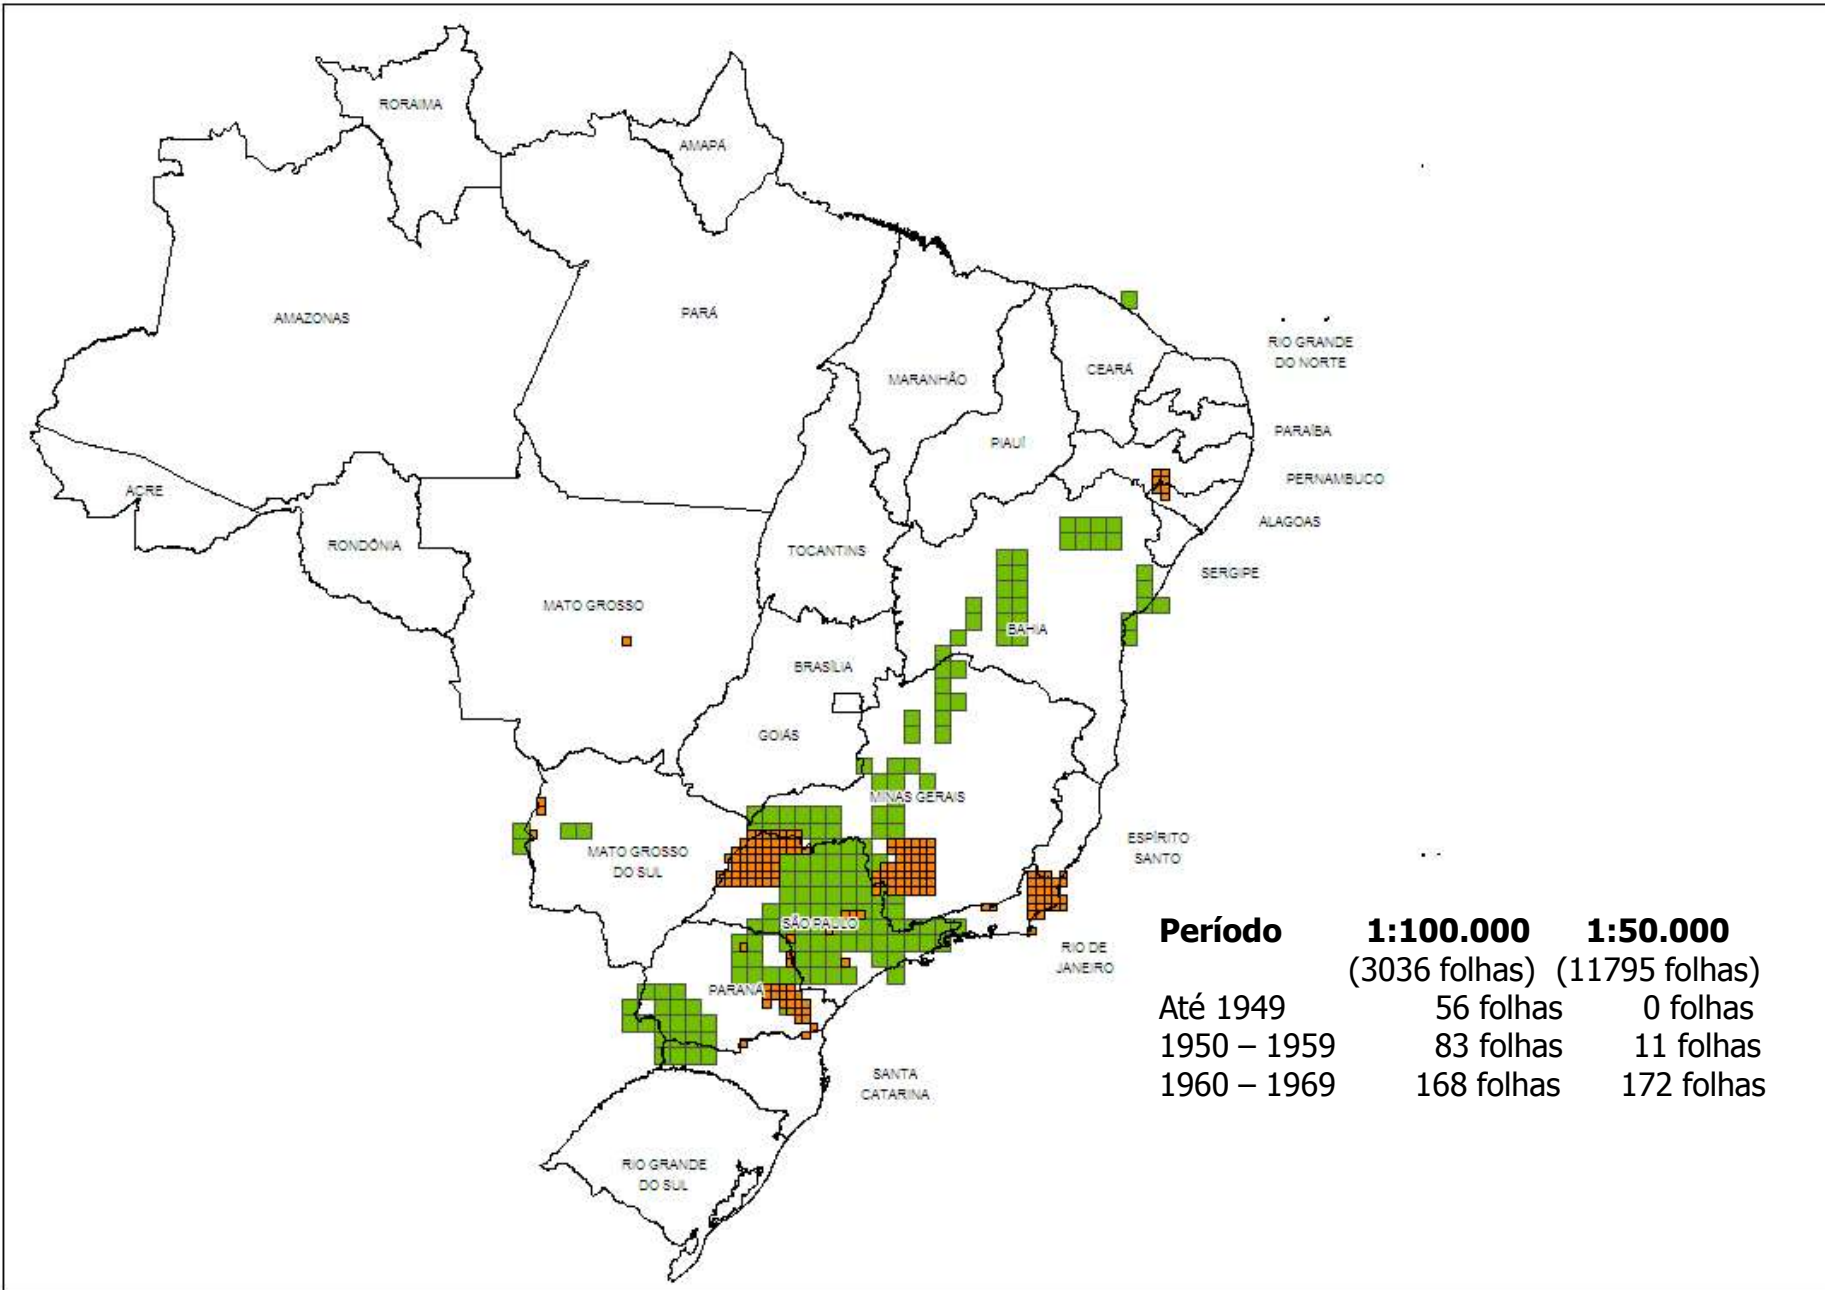 RORAIMA
AMAPÁ
AMAZONAS
PARÁ
RIO GRANDE
DO NORTE
MARANHÃO
CEARÁ
PIAUÍ
PARAÍBA
PERNAMBUCO
ACRE
ALAGOAS
RONDÔNIA
TOCANTINS
SERGIPE
MATO GROSSO
BAHIA
BRASÍLIA
GOIÁS
MINAS GERAIS
ESPÍRITO
SANTO
MATO GROSSO
DO SUL
SÃO PAULO
RIO DE
JANEIRO
PARANÁ
SANTA
CATARINA
RIO GRANDE
DO SUL
Período 1:100.000 1:50.000
(3036 folhas) (11795 folhas)
Até 1949 56 folhas 0 folhas
1950 – 1959 83 folhas 11 folhas
1960 – 1969 168 folhas 172 folhas